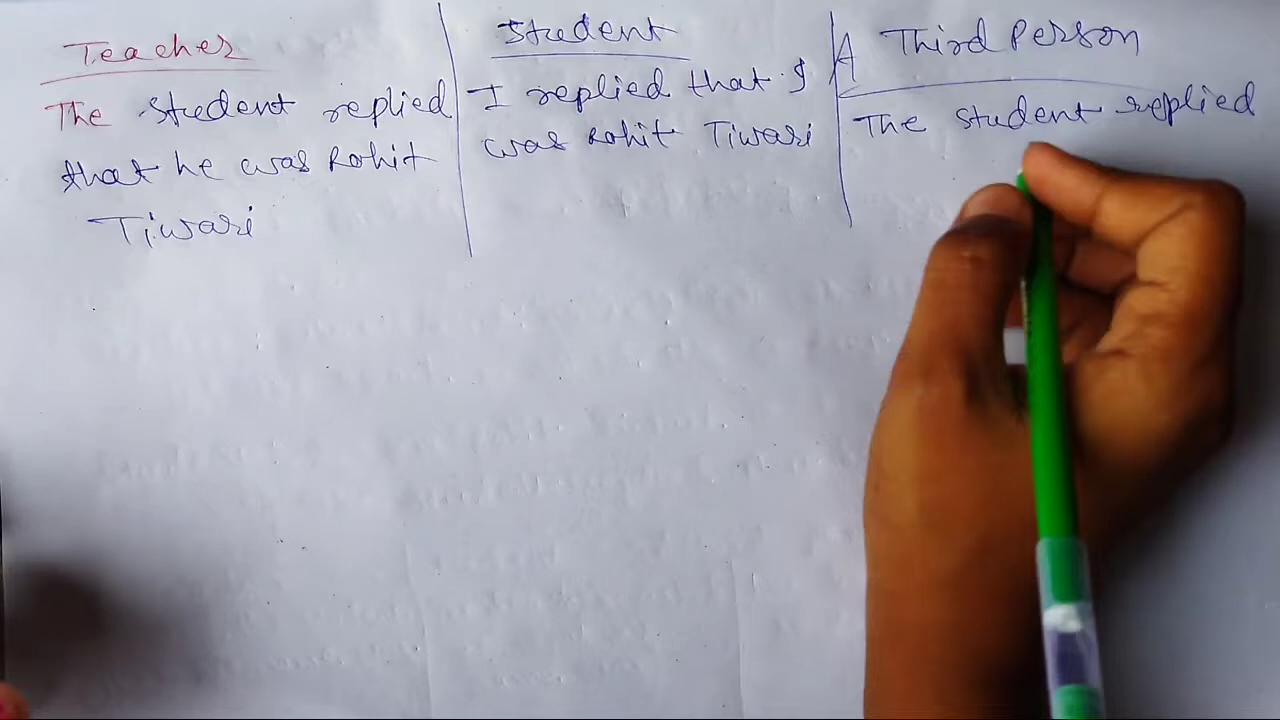 Teacher
The student replied
that he was Rohit
Tiwari
Student
I replied that I
was Rohit Tiwari
A Third Person
The student replied